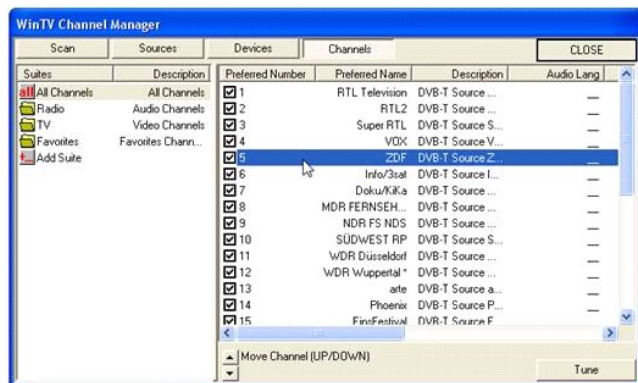 WinTV Channel Manager
Scan Sources Devices Channels CLOSE
Suites Description Preferred Number Preferred Name Description Audio Lang
all All Channels All Channels 1 RTL Television DVB-T Source ...
Radio Audio Channels 2 RTL2 DVB-T Source ...
TV Video Channels 3 Super RTL DVB-T Source S...
Favorites Favorites Chann... 4 VOX DVB-T Source V...
Add Suite 5 ZDF DVB-T Source Z...
6 Info/3sat DVB-T Source I...
7 Doku/KiKa DVB-T Source ...
8 MDR FERNSEH... DVB-T Source ...
9 NDR FS NDS DVB-T Source ...
10 SÜDWEST RP DVB-T Source S...
11 WDR Düsseldorf DVB-T Source ...
12 WDR Wuppertal * DVB-T Source ...
13 arte DVB-T Source a...
14 Phoenix DVB-T Source P...
15 EinsFestival DVB-T Source E
Move Channel (UP/DOWN)
Tune